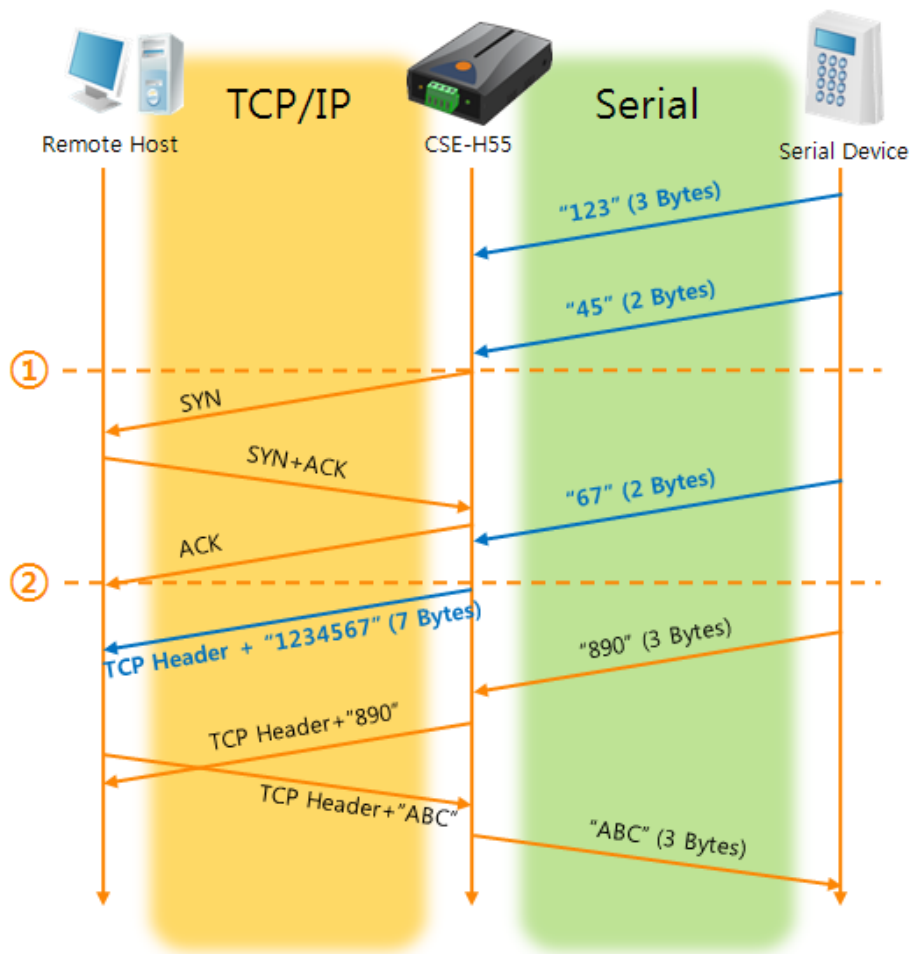 TCP/IP
Serial
Remote Host
CSE-H55
Serial Device
“123” (3 Bytes)
“45” (2 Bytes)
①
SYN
SYN+ACK
“67” (2 Bytes)
ACK
②
TCP Header + “1234567” (7 Bytes)
“890” (3 Bytes)
TCP Header+“890”
TCP Header+“ABC”
“ABC” (3 Bytes)